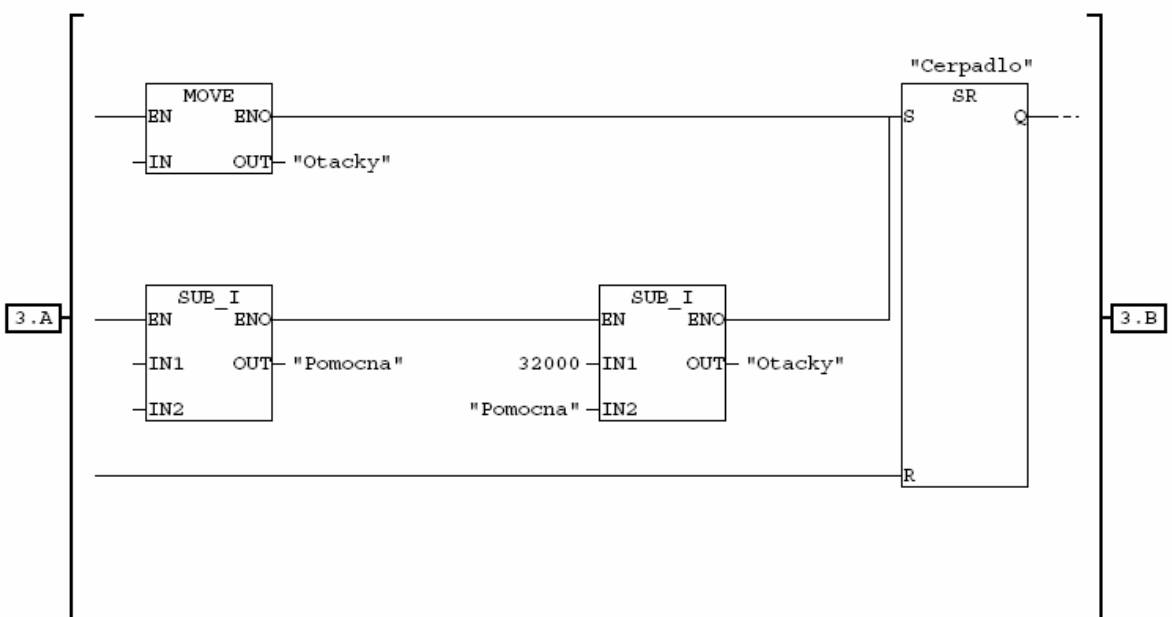 "Cerpadlo"
MOVE
SR
EN ENO
S Q
IN OUT "Otacky"
SUB_I
SUB_I
3.A
EN ENO
EN ENO
3.B
IN1 OUT "Pomocna"
32000 IN1 OUT "Otacky"
IN2
"Pomocna" IN2
R